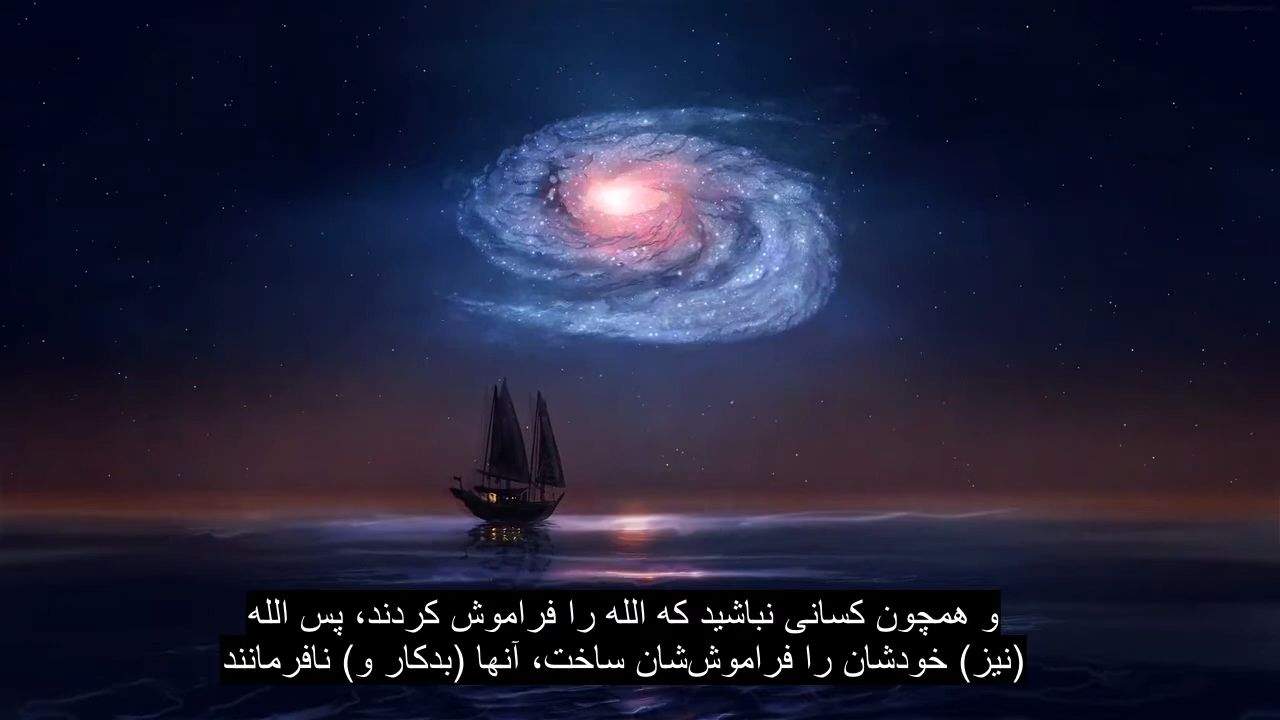 و همچون کسانی نباشید که الله را فراموش کردند، پس الله
(نیز) خودشان را فراموش‌شان ساخت، آنها (بدکار و) نافرمانند